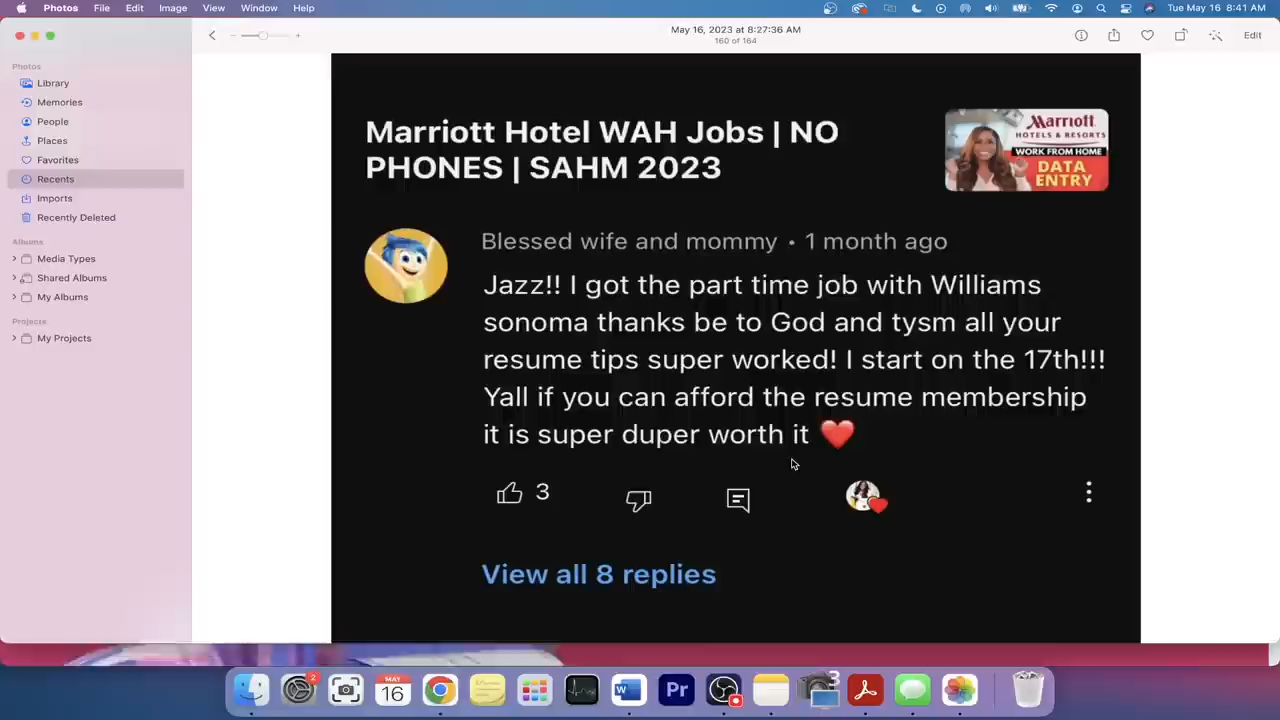 Photos File Edit Image View Window Help
Tue May 16 8:41 AM
May 16, 2023 at 8:27:36 AM
160 of 164
Edit
Photos
Library
Memories
People
Places
Favorites
Recents
Imports
Recently Deleted
Albums
Media Types
Shared Albums
My Albums
Projects
My Projects
Marriott Hotel WAH Jobs | NO
PHONES | SAHM 2023
Marriott
HOTELS & RESORTS
WORK FROM HOME
DATA
ENTRY
Blessed wife and mommy • 1 month ago
Jazz!! I got the part time job with Williams
sonoma thanks be to God and tysm all your
resume tips super worked! I start on the 17th!!!
Yall if you can afford the resume membership
it is super duper worth it
3
View all 8 replies
2
MAY
16
W
Pr
3